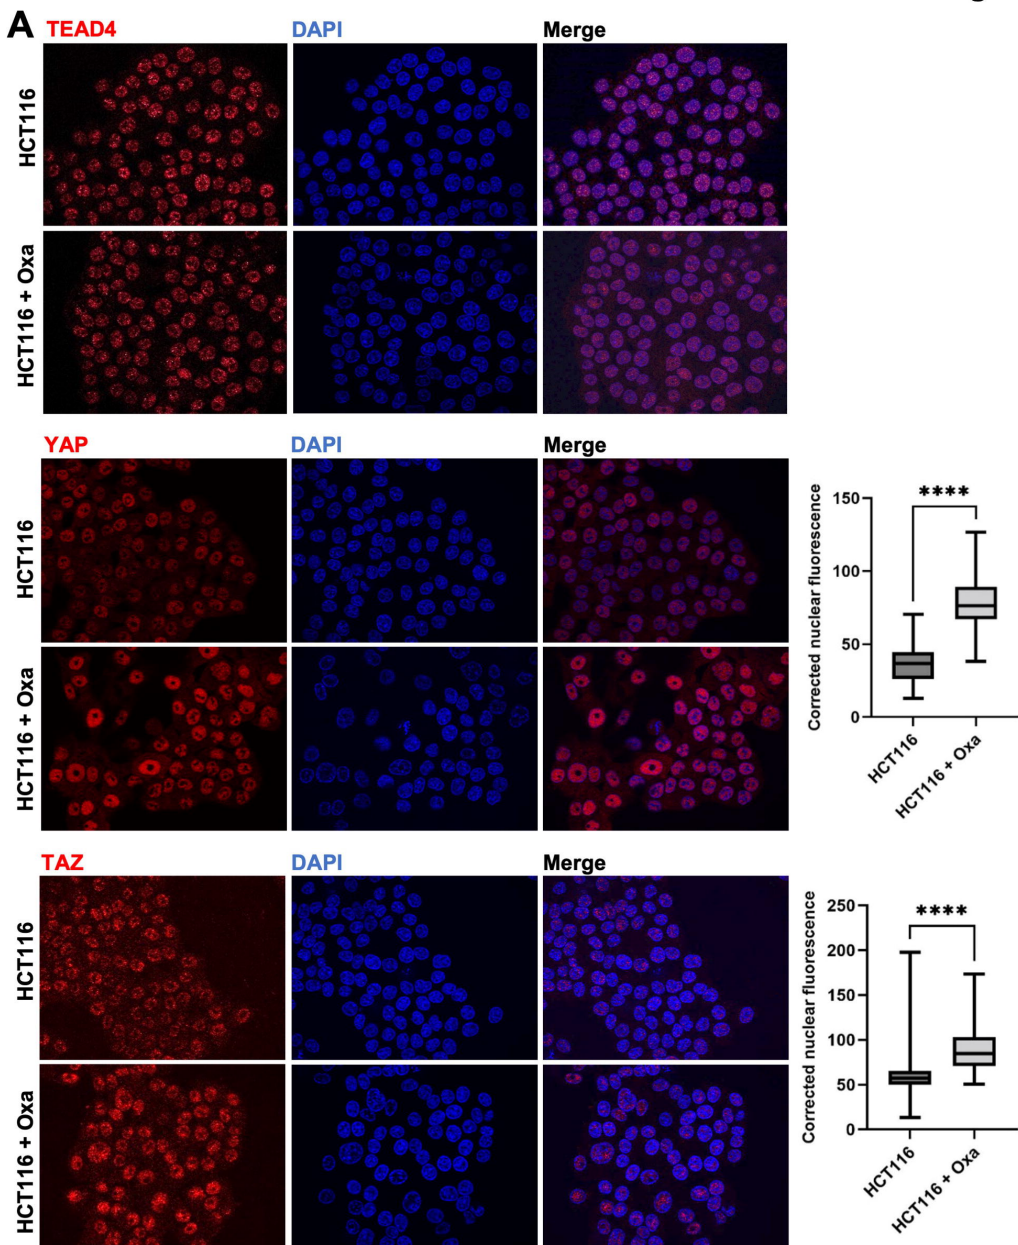 A
TEAD4 DAPI Merge
HCT116
HCT116 + Oxa
YAP DAPI Merge
HCT116
HCT116 + Oxa
Corrected nuclear fluorescence
150
100
50
0
****
HCT116
HCT116 + Oxa
TAZ DAPI Merge
HCT116
HCT116 + Oxa
Corrected nuclear fluorescence
250
200
150
100
50
0
****
HCT116
HCT116 + Oxa